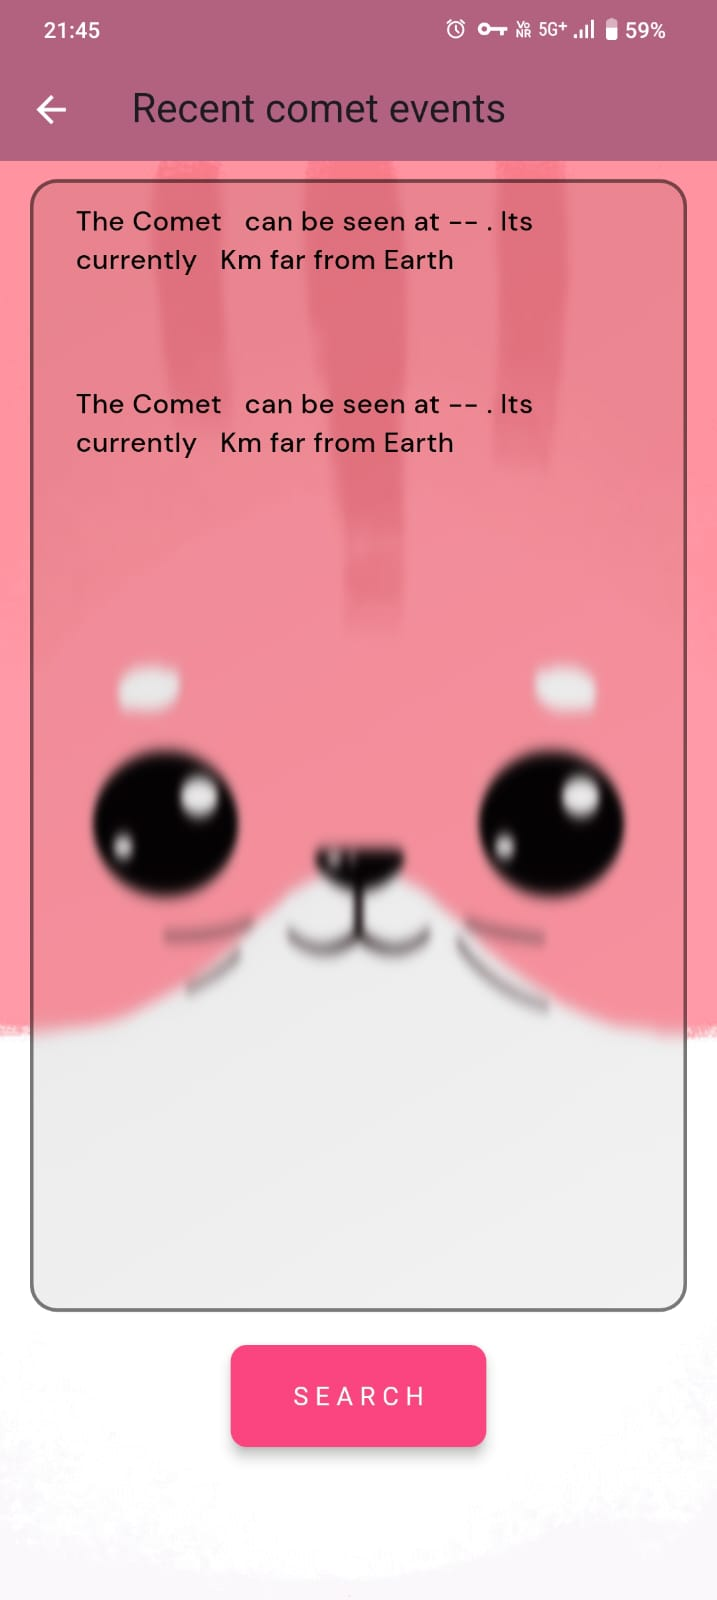 21:45 Vo NR 5G+ 59%
Recent comet events
The Comet   can be seen at -- . Its
currently   Km far from Earth
The Comet   can be seen at -- . Its
currently   Km far from Earth
SEARCH